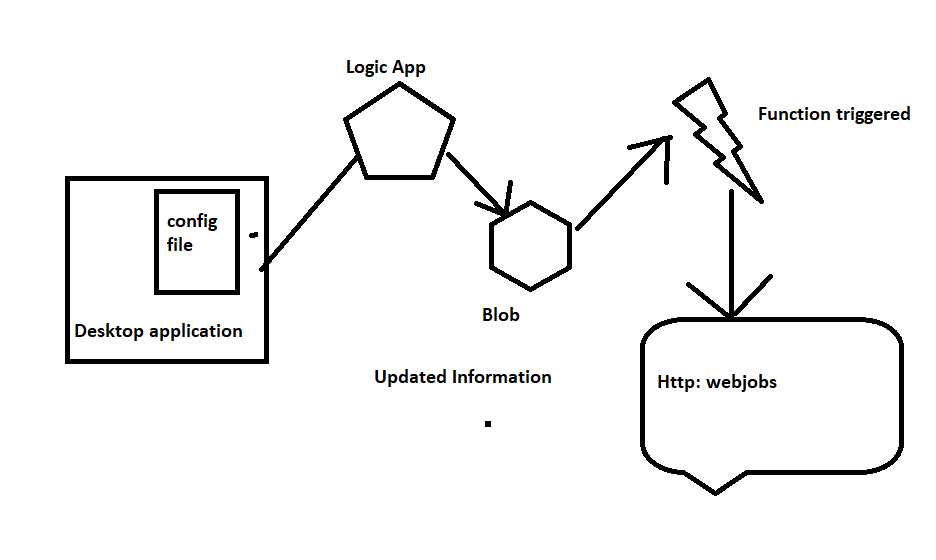 Logic App
Function triggered
config
file
Desktop application
Blob
Updated Information
Http: webjobs